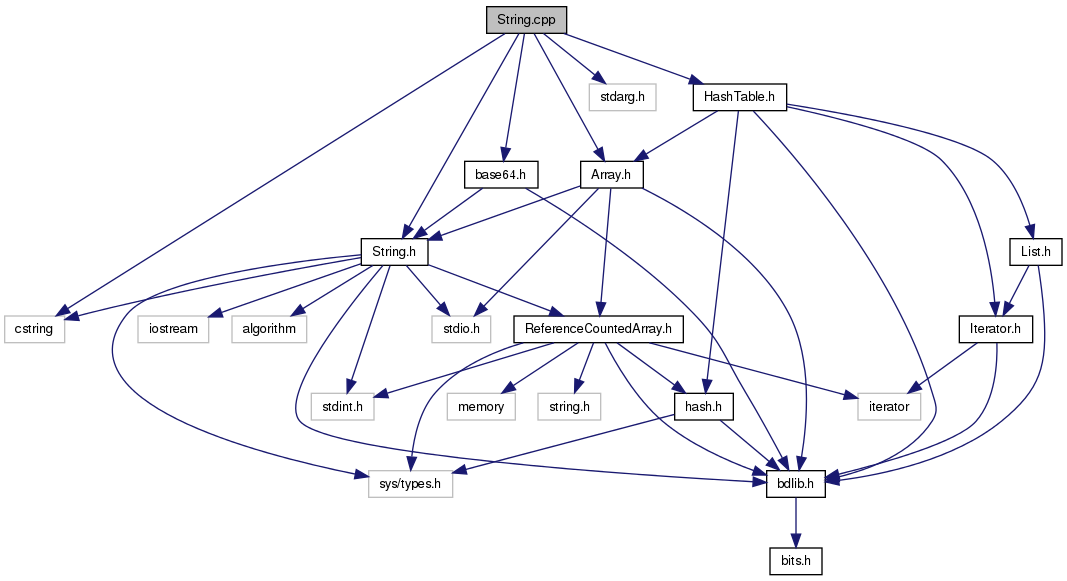 String.cpp
stdarg.h
HashTable.h
base64.h
Array.h
String.h
List.h
cstring
iostream
algorithm
stdio.h
ReferenceCountedArray.h
Iterator.h
stdint.h
memory
string.h
hash.h
iterator
sys/types.h
bdlib.h
bits.h